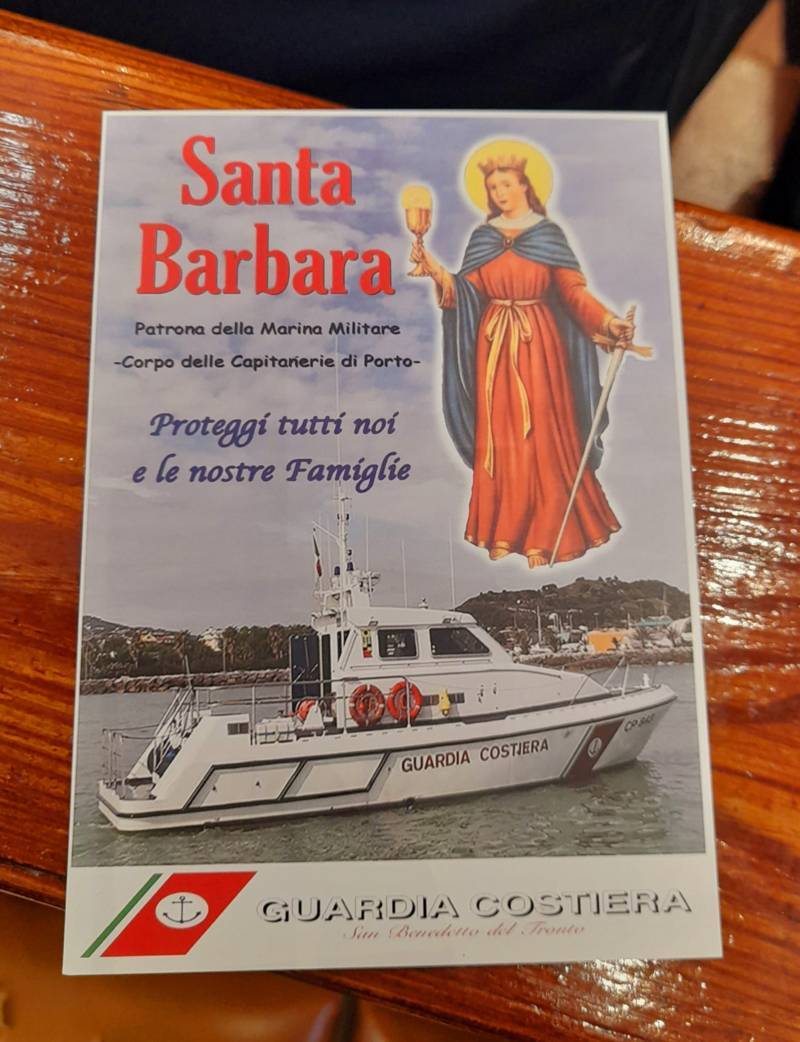 Santa
Barbara
Patrona della Marina Militare
-Corpo delle Capitanerie di Porto-
Proteggi tutti noi
e le nostre Famiglie
GUARDIA COSTIERA
GUARDIA COSTIERA
San Benedetto del Tronto